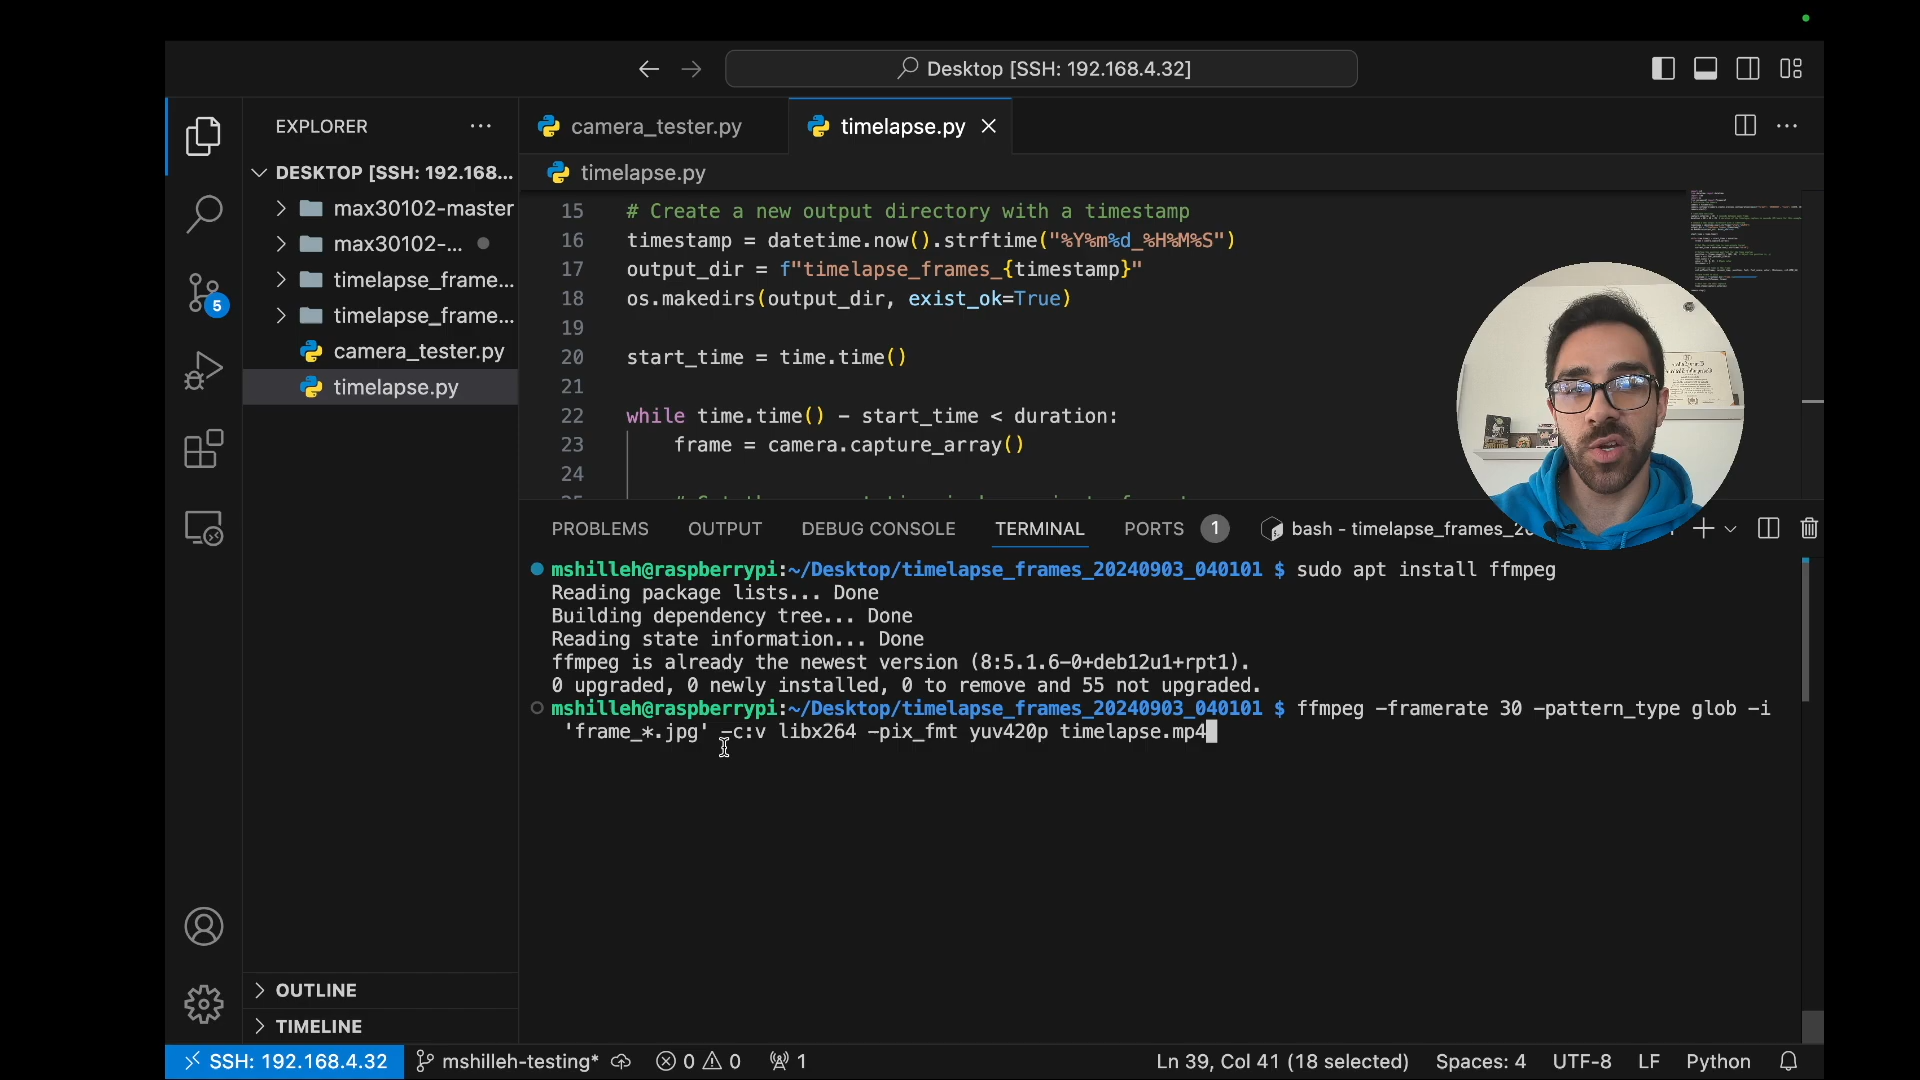 Desktop [SSH: 192.168.4.32]
EXPLORER
camera_tester.py
timelapse.py
DESKTOP [SSH: 192.168...
timelapse.py
max30102-master
max30102-...
timelapse_frame...
timelapse_frame...
camera_tester.py
timelapse.py
5
15 # Create a new output directory with a timestamp
16 timestamp = datetime.now().strftime("%Y%m%d_%H%M%S")
17 output_dir = f"timelapse_frames_{timestamp}"
18 os.makedirs(output_dir, exist_ok=True)
19
20 start_time = time.time()
21
22 while time.time() - start_time < duration:
23 frame = camera.capture_array()
24
PROBLEMS OUTPUT DEBUG CONSOLE TERMINAL PORTS 1 bash - timelapse_frames_20
mshilleh@raspberrypi:~/Desktop/timelapse_frames_20240903_040101 $ sudo apt install ffmpeg
Reading package lists... Done
Building dependency tree... Done
Reading state information... Done
ffmpeg is already the newest version (8:5.1.6-0+deb12u1+rpt1).
0 upgraded, 0 newly installed, 0 to remove and 55 not upgraded.
mshilleh@raspberrypi:~/Desktop/timelapse_frames_20240903_040101 $ ffmpeg -framerate 30 -pattern_type glob -i
'frame_*.jpg' -c:v libx264 -pix_fmt yuv420p timelapse.mp4
OUTLINE
TIMELINE
SSH: 192.168.4.32 mshilleh-testing* 0 0 1 Ln 39, Col 41 (18 selected) Spaces: 4 UTF-8 LF Python